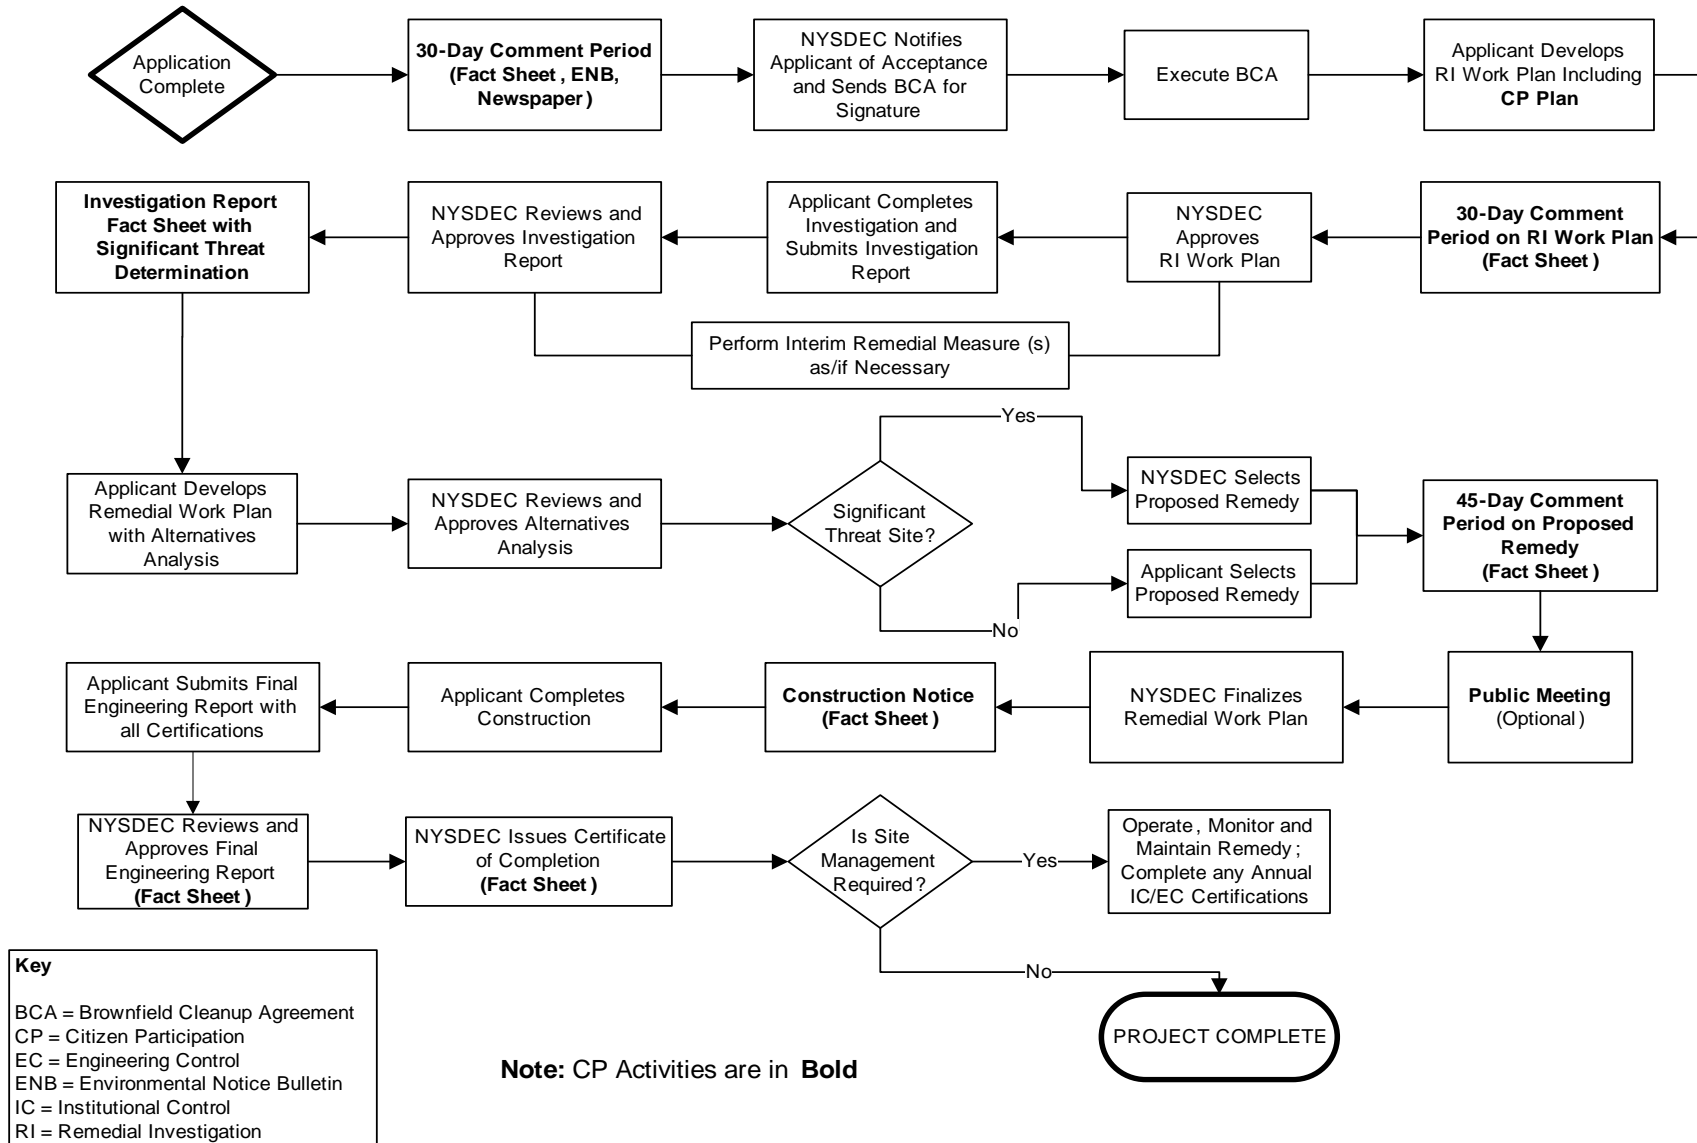 Application
Complete
30-Day Comment Period
(Fact Sheet, ENB,
Newspaper)
NYSDEC Notifies
Applicant of Acceptance
and Sends BCA for
Signature
Execute BCA
Applicant Develops
RI Work Plan Including
CP Plan
Investigation Report
Fact Sheet with
Significant Threat
Determination
NYSDEC Reviews and
Approves Investigation
Report
Applicant Completes
Investigation and
Submits Investigation
Report
NYSDEC
Approves
RI Work Plan
30-Day Comment
Period on RI Work Plan
(Fact Sheet)
Perform Interim Remedial Measure (s)
as/if Necessary
Applicant Develops
Remedial Work Plan
with Alternatives
Analysis
NYSDEC Reviews and
Approves Alternatives
Analysis
Significant
Threat Site?
Yes
No
NYSDEC Selects
Proposed Remedy
Applicant Selects
Proposed Remedy
45-Day Comment
Period on Proposed
Remedy
(Fact Sheet)
Applicant Submits Final
Engineering Report with
all Certifications
Applicant Completes
Construction
Construction Notice
(Fact Sheet)
NYSDEC Finalizes
Remedial Work Plan
Public Meeting
(Optional)
NYSDEC Reviews and
Approves Final
Engineering Report
(Fact Sheet)
NYSDEC Issues Certificate
of Completion
(Fact Sheet)
Is Site
Management
Required?
Yes
Operate, Monitor and
Maintain Remedy;
Complete any Annual
IC/EC Certifications
No
PROJECT COMPLETE
Key
BCA = Brownfield Cleanup Agreement
CP = Citizen Participation
EC = Engineering Control
ENB = Environmental Notice Bulletin
IC = Institutional Control
RI = Remedial Investigation
Note: CP Activities are in Bold